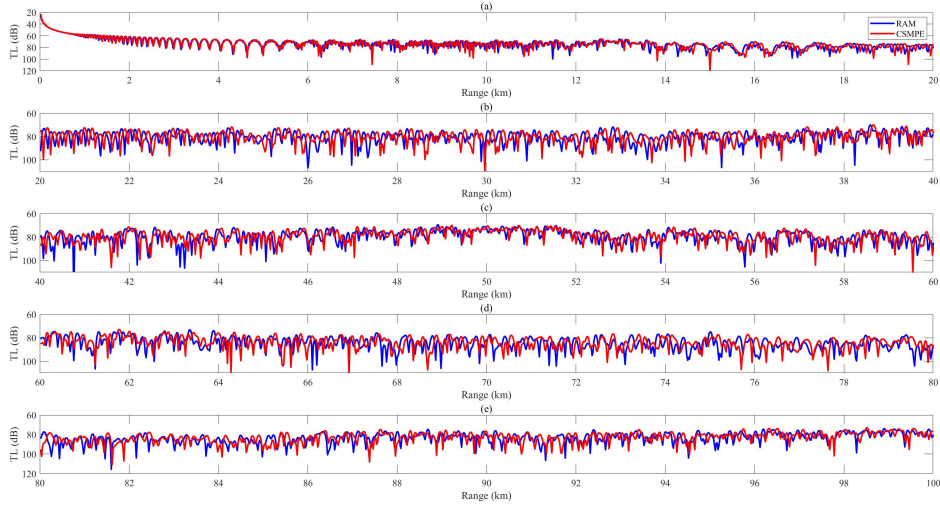 (a)
20
40
60
80
100
120
TL (dB)
RAM
CSMPE
0 2 4 6 8 10 12 14 16 18 20
Range (km)
(b)
60
80
100
TL (dB)
20 22 24 26 28 30 32 34 36 38 40
Range (km)
(c)
60
80
100
TL (dB)
40 42 44 46 48 50 52 54 56 58 60
Range (km)
(d)
60
80
100
TL (dB)
60 62 64 66 68 70 72 74 76 78 80
Range (km)
(e)
60
80
100
120
TL (dB)
80 82 84 86 88 90 92 94 96 98 100
Range (km)